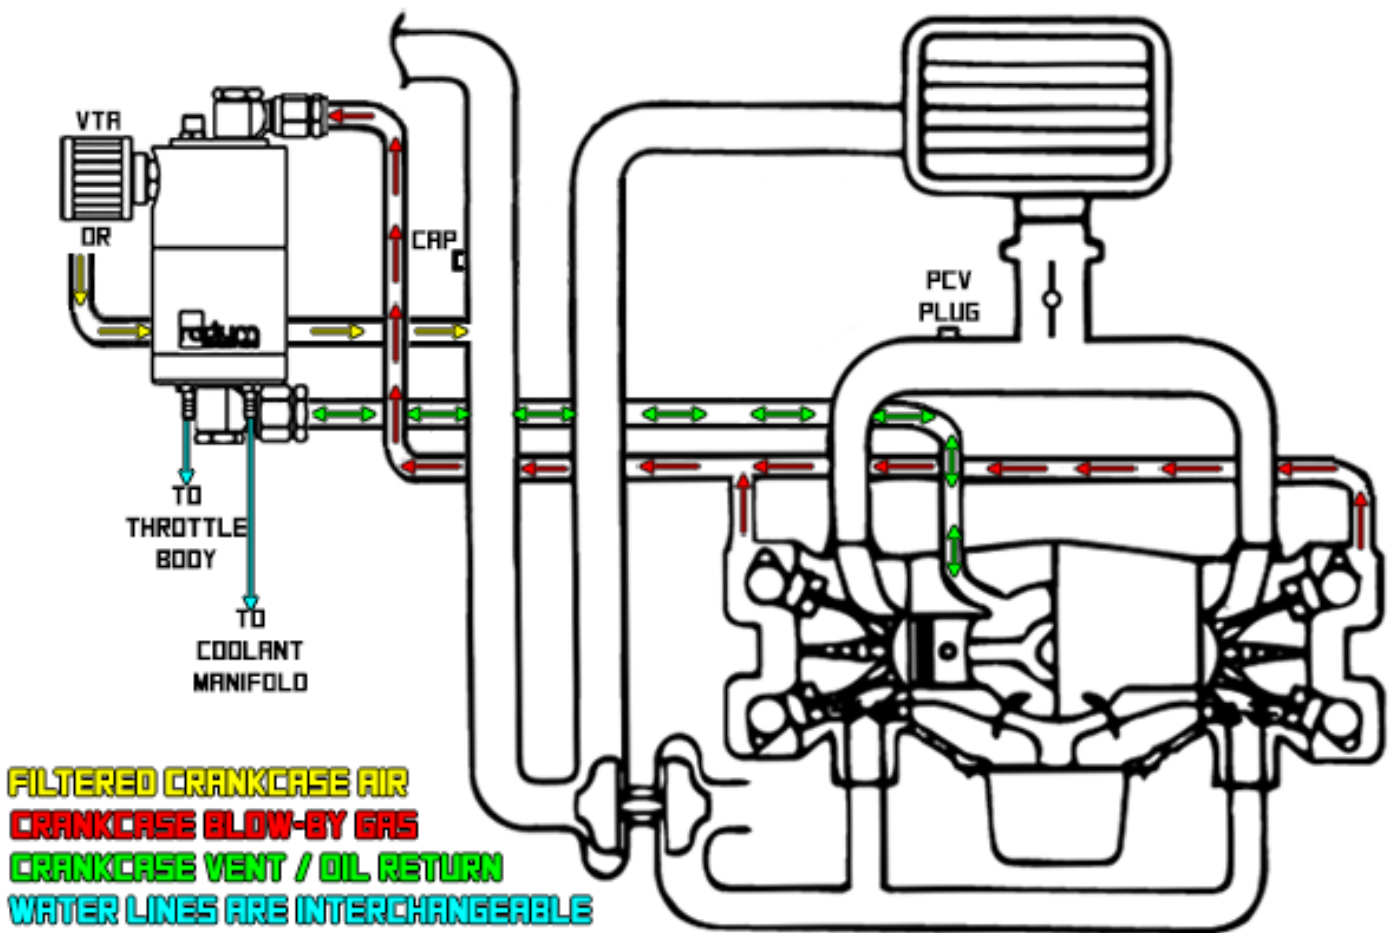 VTA
OR
CAP
PCV
PLUG
radium
TO
THROTTLE
BODY
TO
COOLANT
MANIFOLD
FILTERED CRANKCASE AIR
CRANKCASE BLOW-BY GAS
CRANKCASE VENT / OIL RETURN
WATER LINES ARE INTERCHANGEABLE